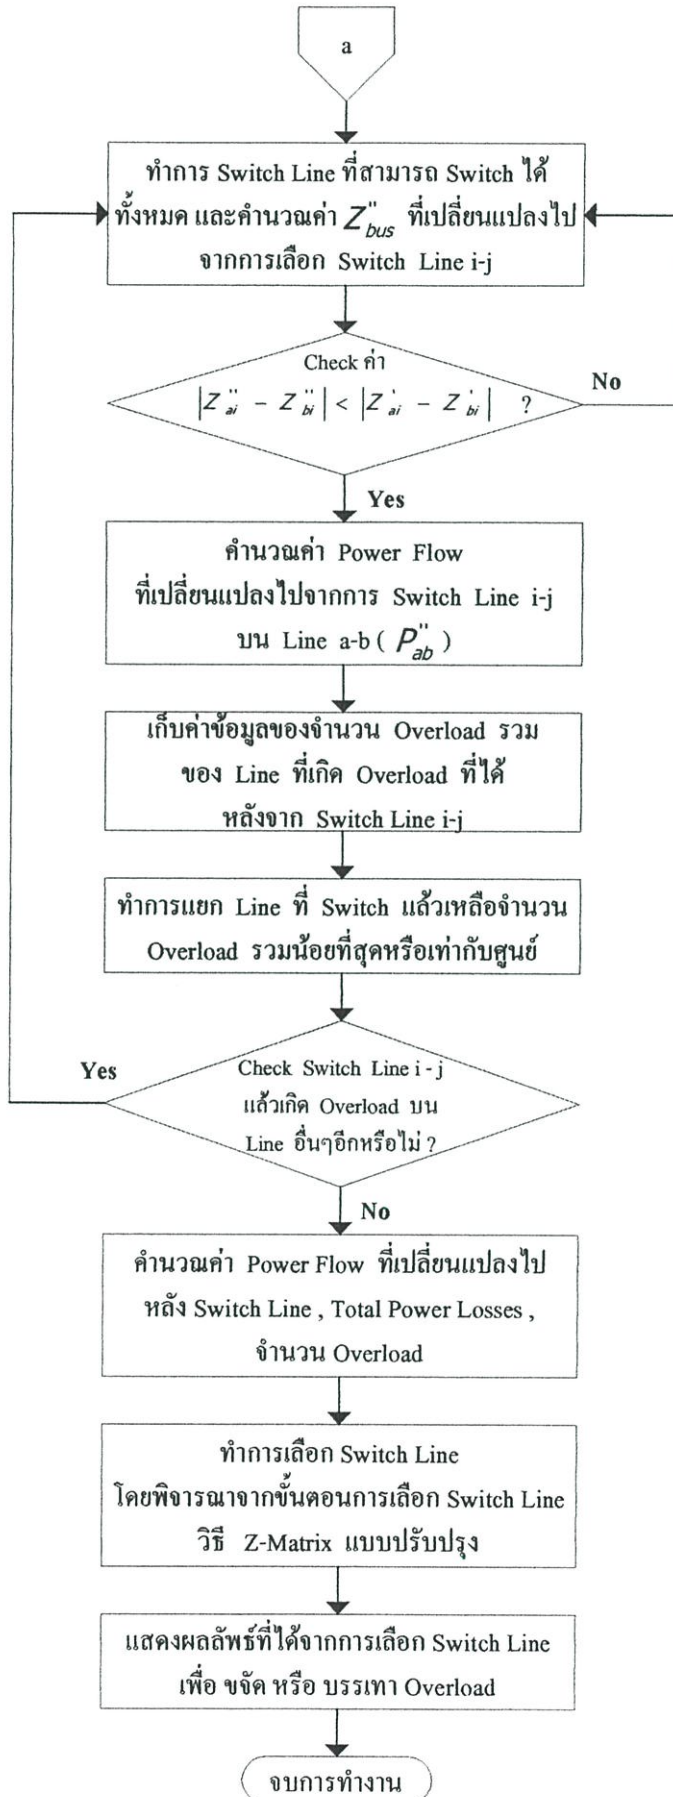 a
ทำการ Switch Line ที่สามารถ Switch ได้
ทั้งหมด และคำนวณค่า Z''bus ที่เปลี่ยนแปลงไป
จากการเลือก Switch Line i-j
Check ค่า
|Z''ai - Z''bi| < |Z'ai - Z'bi| ?
No
Yes
คำนวณค่า Power Flow
ที่เปลี่ยนแปลงไปจากการ Switch Line i-j
บน Line a-b ( P''ab )
เก็บค่าข้อมูลของจำนวน Overload รวม
ของ Line ที่เกิด Overload ที่ได้
หลังจาก Switch Line i-j
ทำการแยก Line ที่ Switch แล้วเหลือจำนวน
Overload รวมน้อยที่สุดหรือเท่ากับศูนย์
Yes
Check Switch Line i - j
แล้วเกิด Overload บน
Line อื่นๆอีกหรือไม่ ?
No
คำนวณค่า Power Flow ที่เปลี่ยนแปลงไป
หลัง Switch Line , Total Power Losses ,
จำนวน Overload
ทำการเลือก Switch Line
โดยพิจารณาจากขั้นตอนการเลือก Switch Line
วิธี Z-Matrix แบบปรับปรุง
แสดงผลลัพธ์ที่ได้จากการเลือก Switch Line
เพื่อ ขจัด หรือ บรรเทา Overload
จบการทำงาน